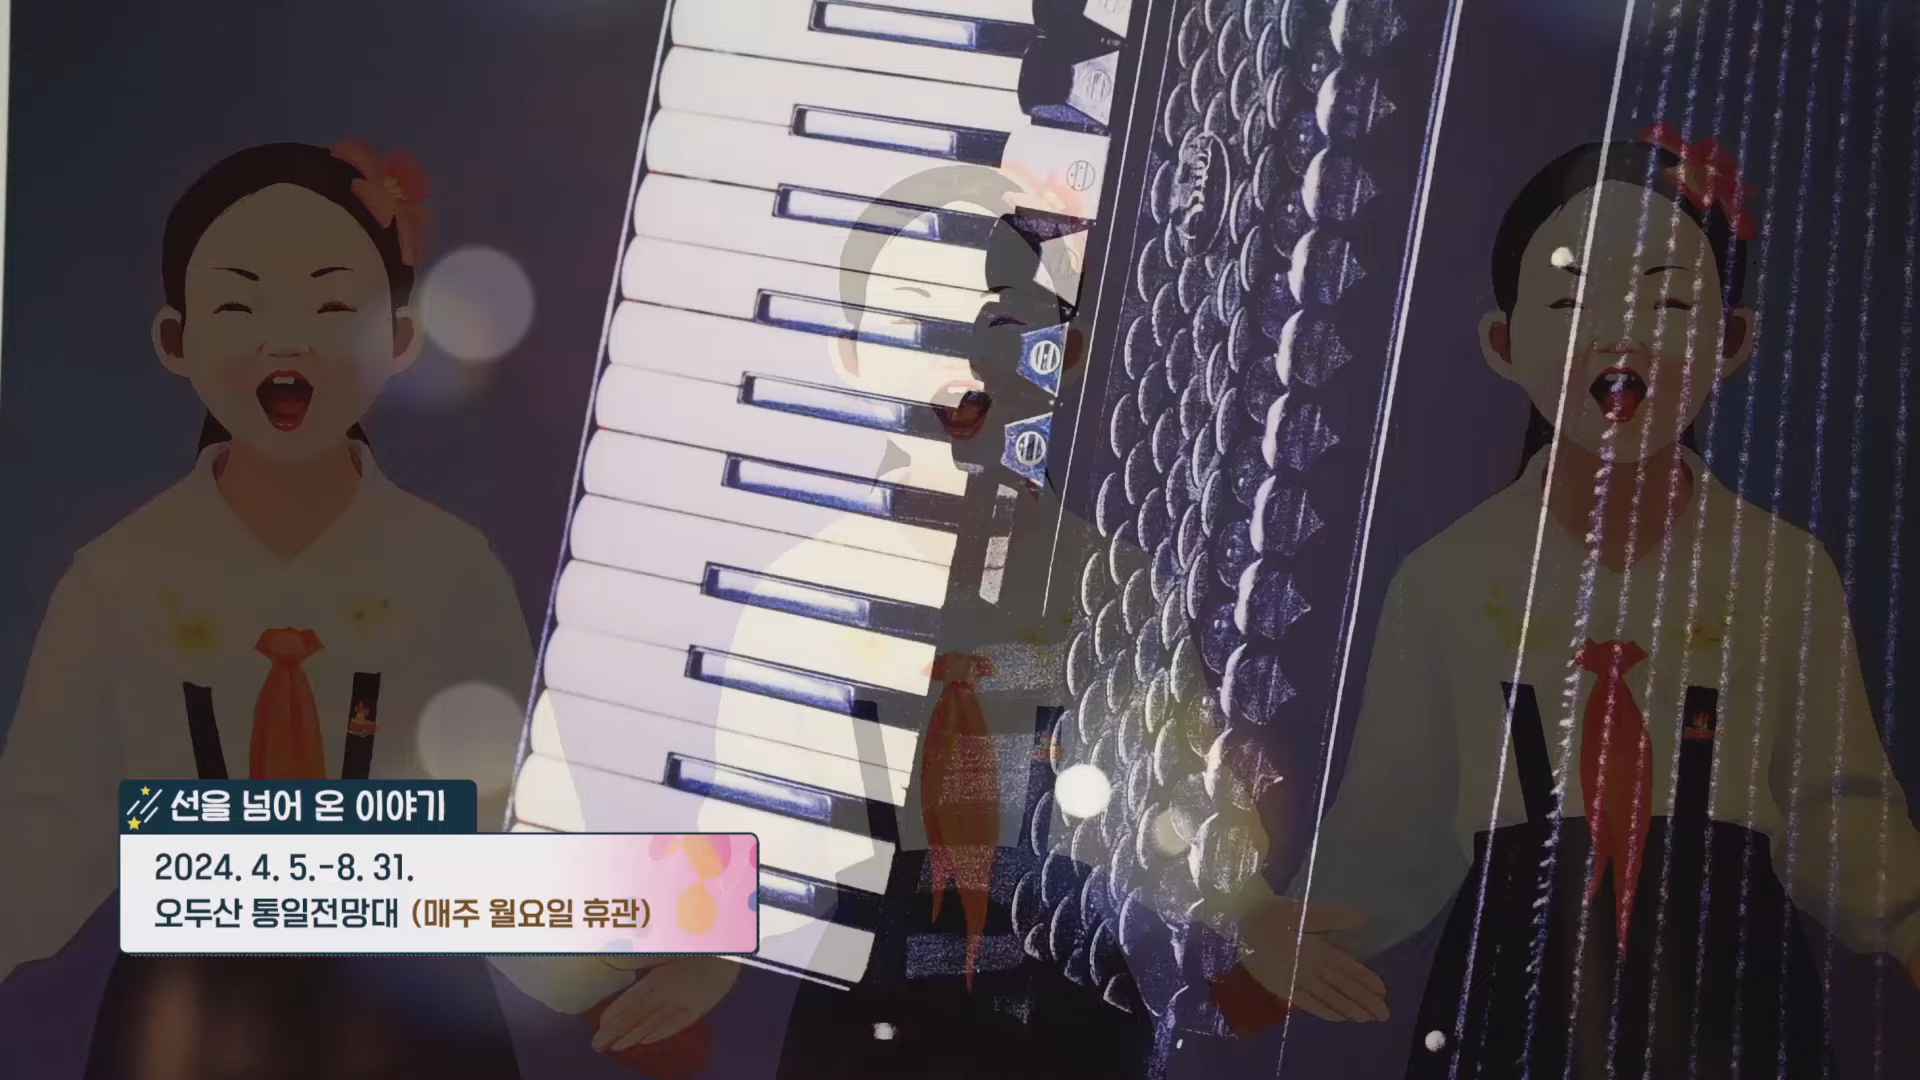 선을 넘어 온 이야기
2024. 4. 5.-8. 31.
오두산 통일전망대 (매주 월요일 휴관)